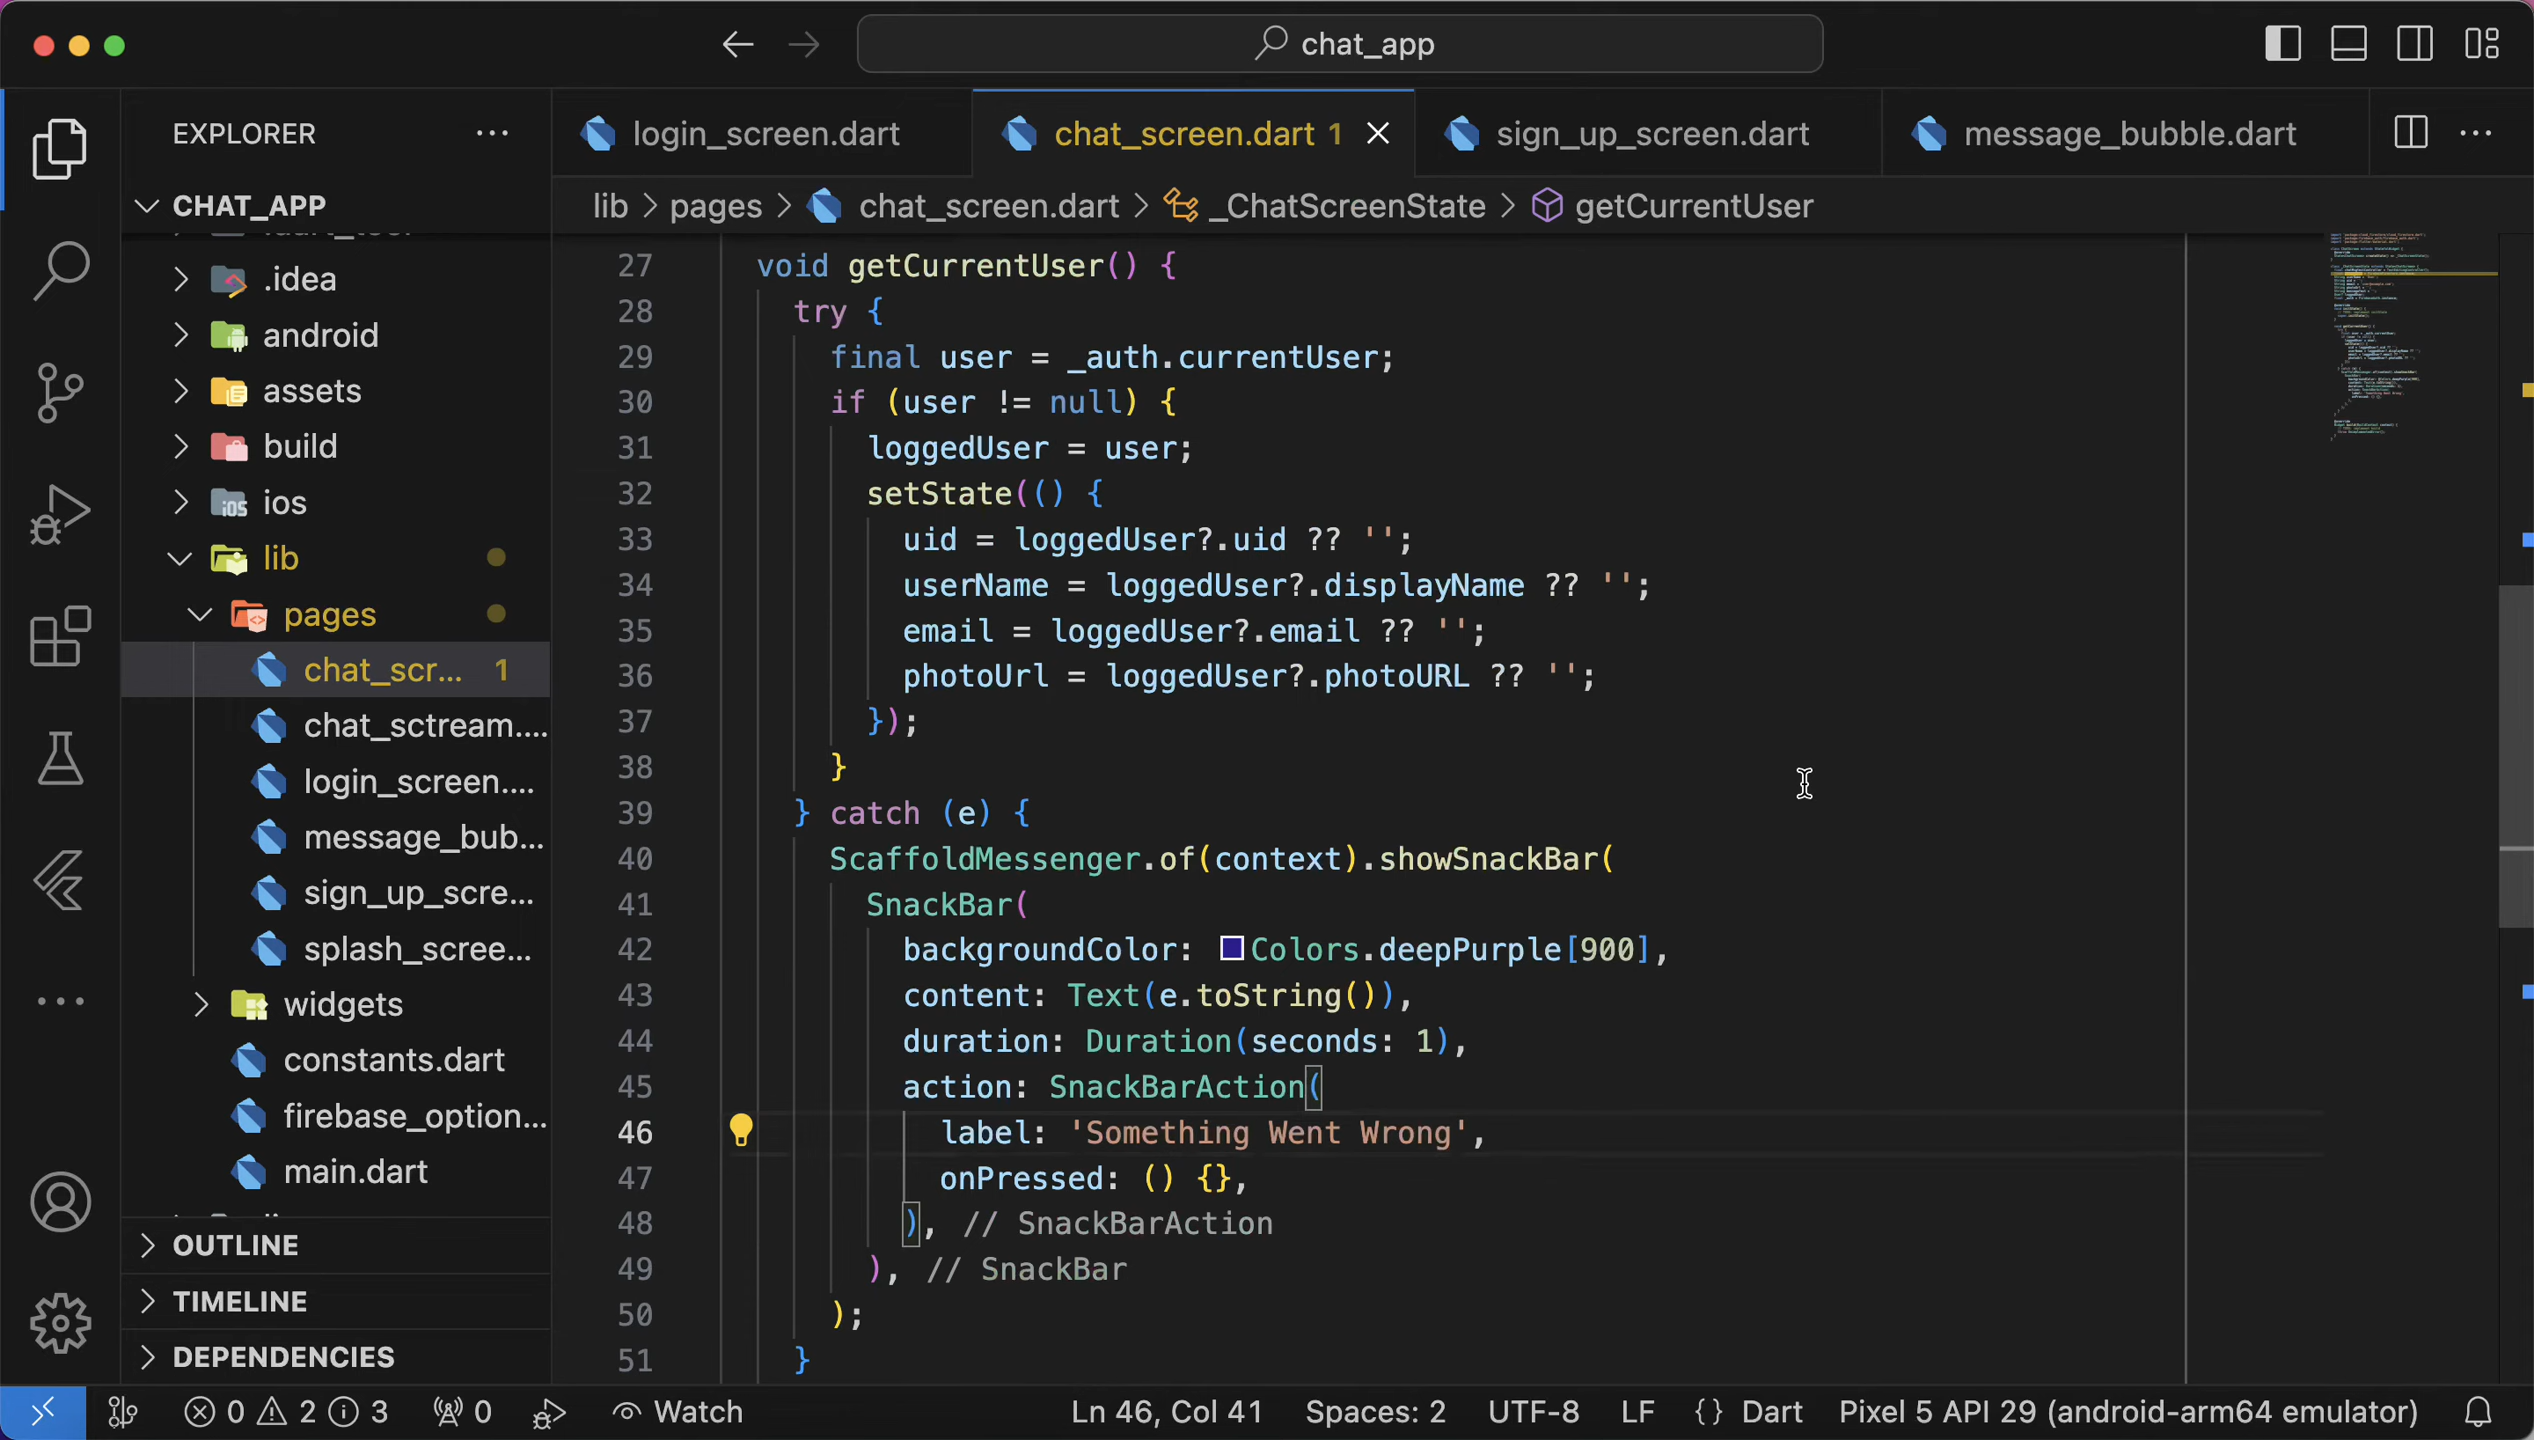 chat_app
EXPLORER
login_screen.dart
chat_screen.dart 1
sign_up_screen.dart
message_bubble.dart
CHAT_APP
lib > pages > chat_screen.dart > _ChatScreenState > getCurrentUser
.idea
android
assets
build
ios
lib
pages
chat_scr... 1
chat_sctream....
login_screen....
message_bub...
sign_up_scre...
splash_scree...
widgets
constants.dart
firebase_option...
main.dart
OUTLINE
TIMELINE
DEPENDENCIES
27 void getCurrentUser() {
28 try {
29 final user = _auth.currentUser;
30 if (user != null) {
31 loggedUser = user;
32 setState(() {
33 uid = loggedUser?.uid ?? '';
34 userName = loggedUser?.displayName ?? '';
35 email = loggedUser?.email ?? '';
36 photoUrl = loggedUser?.photoURL ?? '';
37 });
38 }
39 } catch (e) {
40 ScaffoldMessenger.of(context).showSnackBar(
41 SnackBar(
42 backgroundColor: Colors.deepPurple[900],
43 content: Text(e.toString()),
44 duration: Duration(seconds: 1),
45 action: SnackBarAction(
46 label: 'Something Went Wrong',
47 onPressed: () {},
48 ), // SnackBarAction
49 ), // SnackBar
50 );
51 }
0 2 3 0 Watch Ln 46, Col 41 Spaces: 2 UTF-8 LF {} Dart Pixel 5 API 29 (android-arm64 emulator)